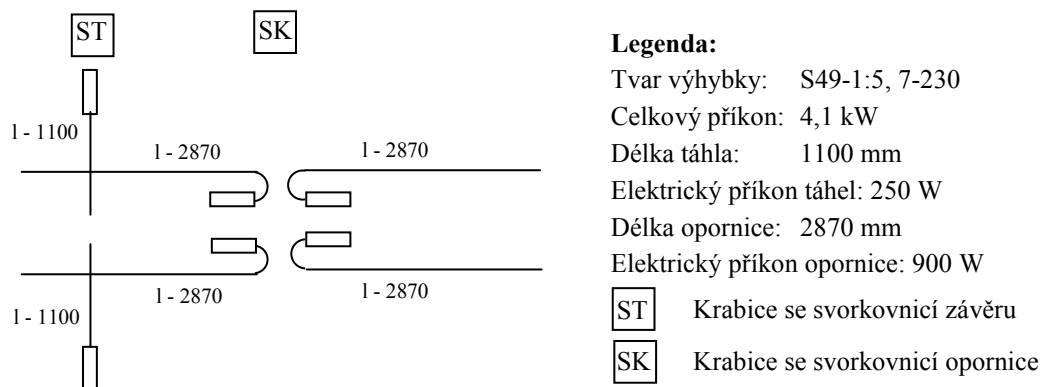 ST
SK
l - 1100
l - 2870
l - 2870
l - 2870
l - 2870
l - 1100
Legenda:
Tvar výhybky: S49-1:5, 7-230
Celkový příkon: 4,1 kW
Délka táhla: 1100 mm
Elektrický příkon táhel: 250 W
Délka opornice: 2870 mm
Elektrický příkon opornice: 900 W
ST Krabice se svorkovnicí závěru
SK Krabice se svorkovnicí opornice